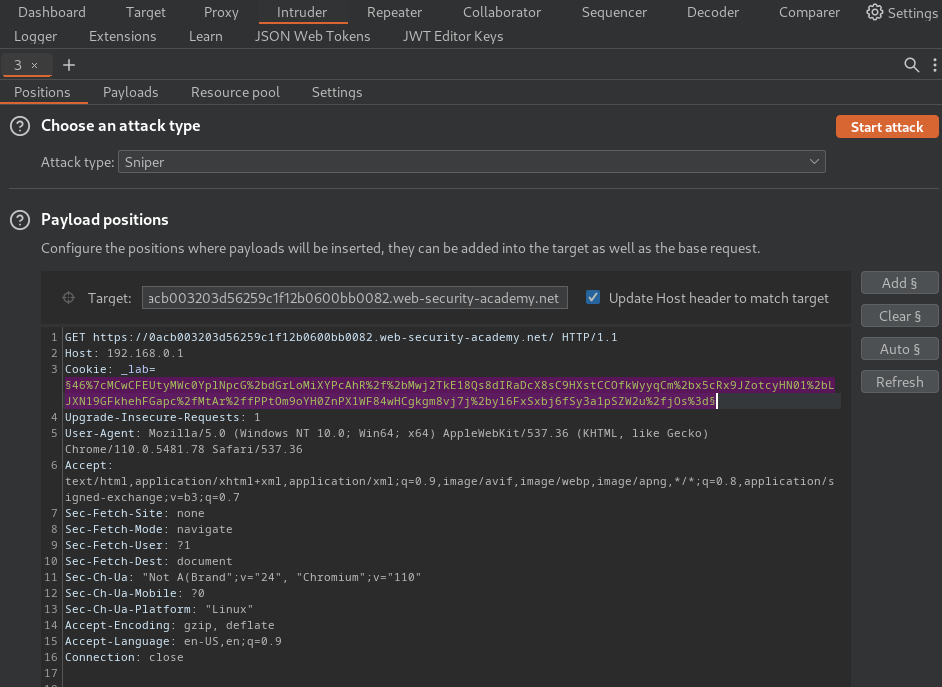 Dashboard Target Proxy Intruder Repeater Collaborator Sequencer Decoder Comparer Settings
Logger Extensions Learn JSON Web Tokens JWT Editor Keys
3 × +
Positions Payloads Resource pool Settings
? Choose an attack type
Start attack
Attack type: Sniper
? Payload positions
Configure the positions where payloads will be inserted, they can be added into the target as well as the base request.
Add §
Target: acb003203d56259c1f12b0600bb0082.web-security-academy.net Update Host header to match target
Clear §
Auto §
Refresh
1 GET https://0acb003203d56259c1f12b0600bb0082.web-security-academy.net/ HTTP/1.1
2 Host: 192.168.0.1
3 Cookie: _lab=
§46%7cMCwCFEUtyMWc0YplNpcG%2bdGrLoMiXYPcAhR%2f%2bMwj2TkE18Qs8dIRaDcX8sC9HXstCCOfkWyyqCm%2bx5cRx9JZotcyHN01%2bL
JXN19GFkhehFGapc%2fMtAr%2ffPPtOm9oYH0ZnPX1WF84wHCgkgm8vj7j%2byl6FxSxbj6fSy3a1pSZW2u%2fjOs%3d§
4 Upgrade-Insecure-Requests: 1
5 User-Agent: Mozilla/5.0 (Windows NT 10.0; Win64; x64) AppleWebKit/537.36 (KHTML, like Gecko)
Chrome/110.0.5481.78 Safari/537.36
6 Accept:
text/html,application/xhtml+xml,application/xml;q=0.9,image/avif,image/webp,image/apng,*/*;q=0.8,application/s
igned-exchange;v=b3;q=0.7
7 Sec-Fetch-Site: none
8 Sec-Fetch-Mode: navigate
9 Sec-Fetch-User: ?1
10 Sec-Fetch-Dest: document
11 Sec-Ch-Ua: "Not A(Brand";v="24", "Chromium";v="110"
12 Sec-Ch-Ua-Mobile: ?0
13 Sec-Ch-Ua-Platform: "Linux"
14 Accept-Encoding: gzip, deflate
15 Accept-Language: en-US,en;q=0.9
16 Connection: close
17